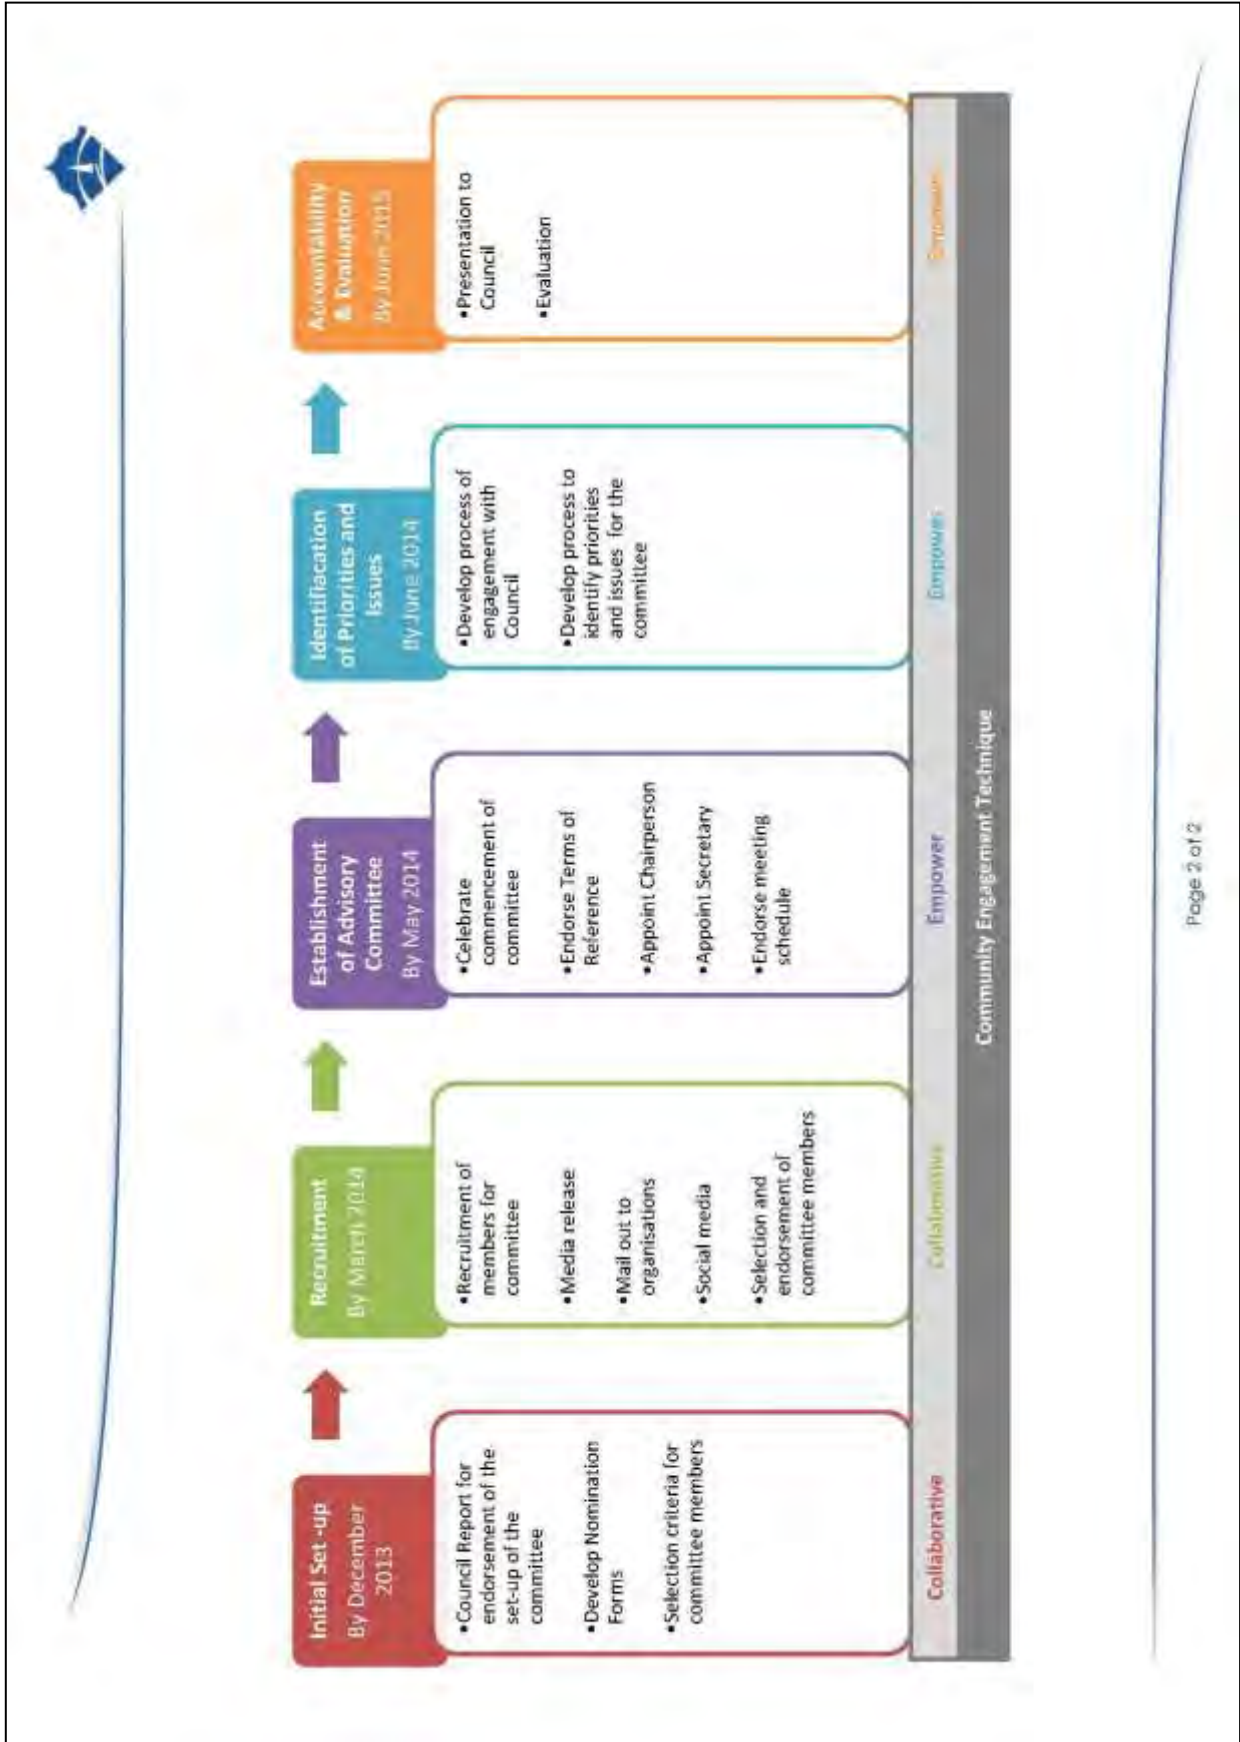 Initial Set -up
By December
2013
•Council Report for
endorsement of the
set-up of the
committee
•Develop Nomination
Forms
•Selection criteria for
committee members
Collaborative
Recruitment
By March 2014
•Recruitment of
members for
committee
•Media release
•Mail out to
organisations
•Social media
•Selection and
endorsement of
committee members
Collaborative
Establishment
of Advisory
Committee
By May 2014
•Celebrate
commencement of
committee
•Endorse Terms of
Reference
•Appoint Chairperson
•Appoint Secretary
•Endorse meeting
schedule
Empower
Identifiacation
of Priorities and
Issues
By June 2014
•Develop process of
engagement with
Council
•Develop process to
identify priorities
and issues for the
committee
Empower
Accountability
& Evaluation
By June 2015
•Presentation to
Council
•Evaluation
Empower
Community Engagement Technique
Page 2 of 2